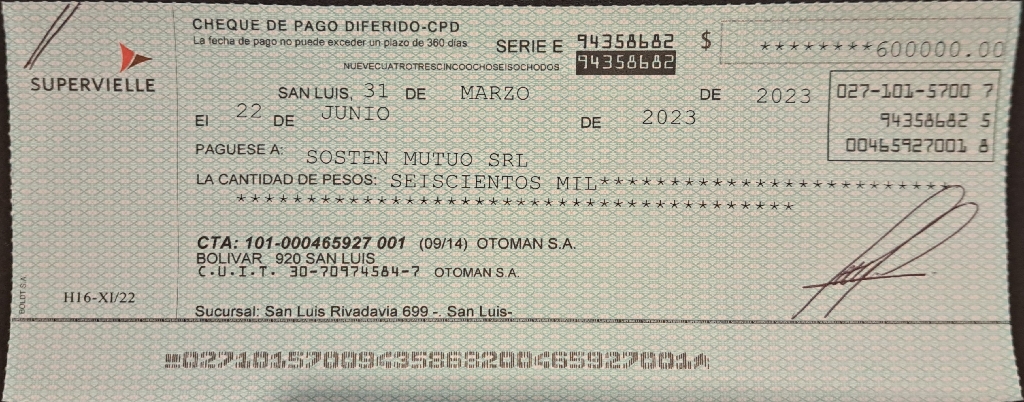 CHEQUE DE PAGO DIFERIDO-CPD
La fecha de pago no puede exceder un plazo de 360 días
SERIE E 94358682 $ ********600000.00
94358682
NUEVECUATROTRESCINCOOCHOSEISOCHODOS
SUPERVIELLE
SAN LUIS, 31 DE MARZO DE 2023
027-101-5700 7
El 22 DE JUNIO DE 2023
94358682 5
00465927001 8
PAGUESE A: SOSTEN MUTUO SRL
LA CANTIDAD DE PESOS: SEISCIENTOS MIL**********************************
*******************************************
CTA: 101-000465927 001 (09/14) OTOMAN S.A.
BOLIVAR 920 SAN LUIS
C.U.I.T. 30-70974584-7 OTOMAN S.A.
BOLDT S.A
H16-XI/22
Sucursal: San Luis Rivadavia 699 -. San Luis-
⑆02710157009⑆35868200465927001